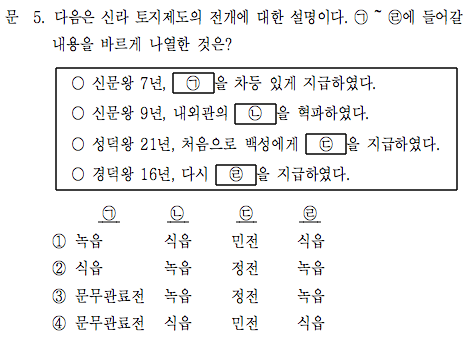 문 5. 다음은 신라 토지제도의 전개에 대한 설명이다. ㉠ ~ ㉣에 들어갈
내용을 바르게 나열한 것은?
○ 신문왕 7년, ㉠ 을 차등 있게 지급하였다.
○ 신문왕 9년, 내외관의 ㉡ 을 혁파하였다.
○ 성덕왕 21년, 처음으로 백성에게 ㉢ 을 지급하였다.
○ 경덕왕 16년, 다시 ㉣ 을 지급하였다.
㉠ ㉡ ㉢ ㉣
① 녹읍 식읍 민전 식읍
② 식읍 녹읍 정전 녹읍
③ 문무관료전 녹읍 정전 녹읍
④ 문무관료전 식읍 민전 식읍